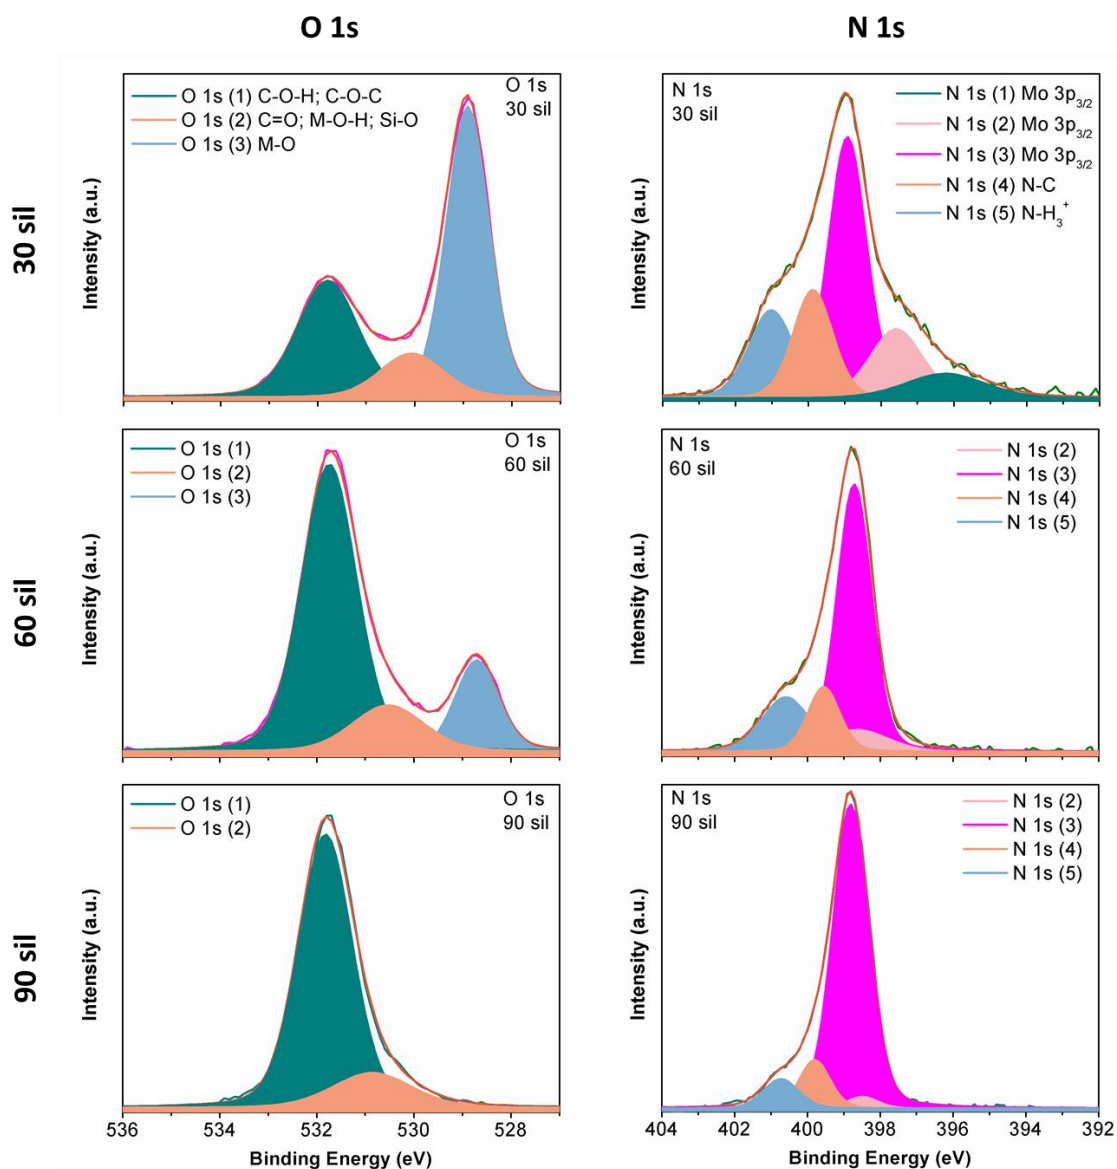 O 1s
N 1s
30 sil
O 1s (1) C-O-H; C-O-C
O 1s (2) C=O; M-O-H; Si-O
O 1s (3) M-O
O 1s
30 sil
Intensity (a.u.)
N 1s
30 sil
N 1s (1) Mo 3p3/2
N 1s (2) Mo 3p3/2
N 1s (3) Mo 3p3/2
N 1s (4) N-C
N 1s (5) N-H3+
Intensity (a.u.)
60 sil
O 1s (1)
O 1s (2)
O 1s (3)
O 1s
60 sil
Intensity (a.u.)
N 1s
60 sil
N 1s (2)
N 1s (3)
N 1s (4)
N 1s (5)
Intensity (a.u.)
90 sil
O 1s (1)
O 1s (2)
O 1s
90 sil
Intensity (a.u.)
536 534 532 530 528
Binding Energy (eV)
N 1s
90 sil
N 1s (2)
N 1s (3)
N 1s (4)
N 1s (5)
Intensity (a.u.)
404 402 400 398 396 394 392
Binding Energy (eV)